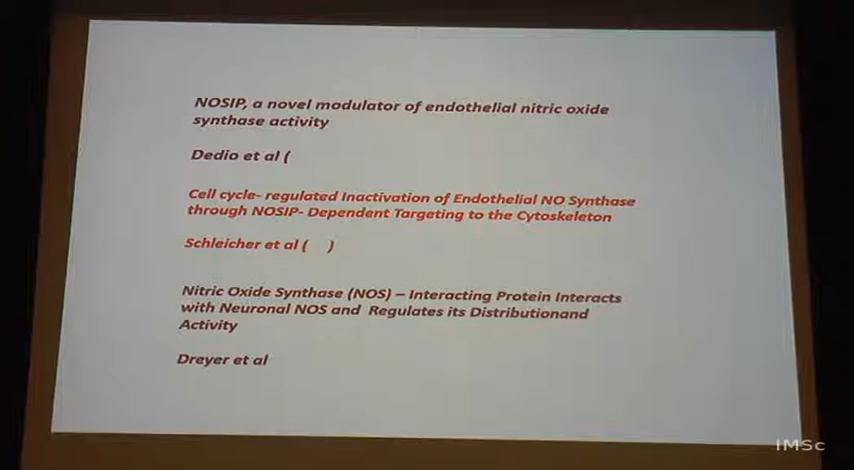 NOSIP, a novel modulator of endothelial nitric oxide
synthase activity
Dedio et al (
Cell cycle- regulated Inactivation of Endothelial NO Synthase
through NOSIP- Dependent Targeting to the Cytoskeleton
Schleicher et al (    )
Nitric Oxide Synthase (NOS) – Interacting Protein Interacts
with Neuronal NOS and Regulates its Distributionand
Activity
Dreyer et al
IMSc